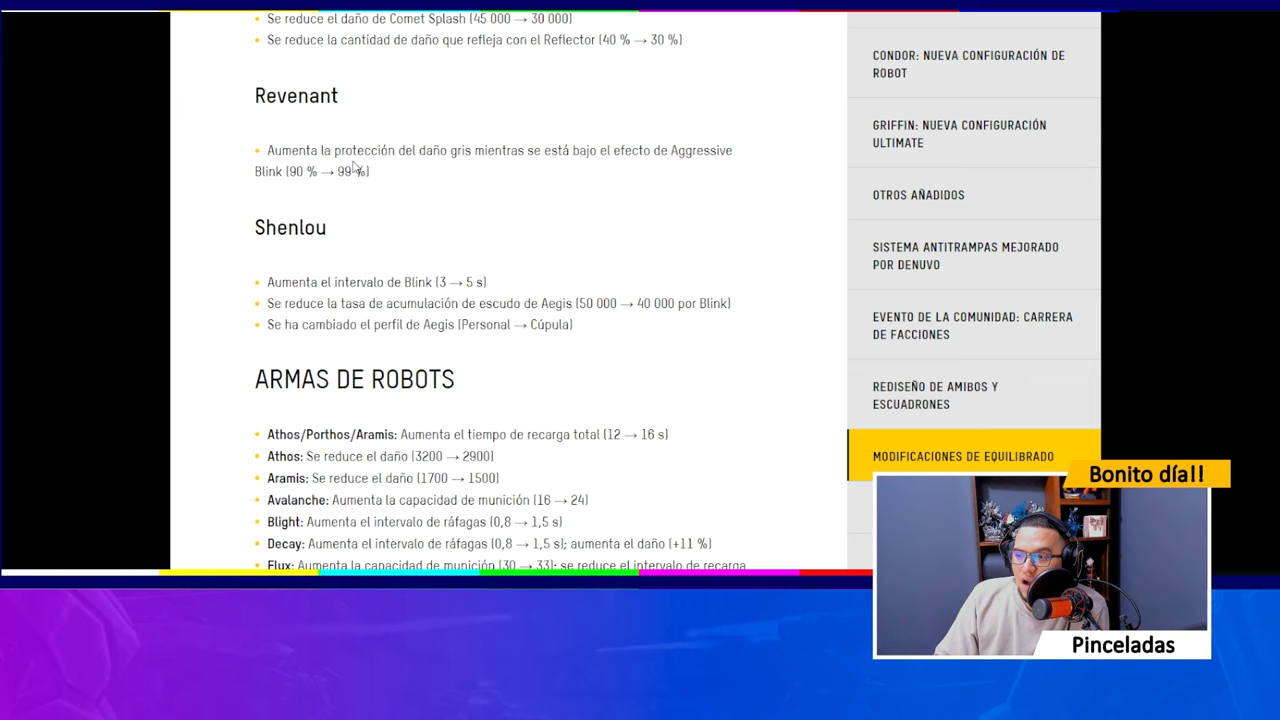 Se reduce el daño de Comet Splash (45 000 → 30 000)
Se reduce la cantidad de daño que refleja con el Reflector (40 % → 30 %)
Revenant
Aumenta la protección del daño gris mientras se está bajo el efecto de Aggressive
Blink (90 % → 99 %)
Shenlou
Aumenta el intervalo de Blink (3 → 5 s)
Se reduce la tasa de acumulación de escudo de Aegis (50 000 → 40 000 por Blink)
Se ha cambiado el perfil de Aegis (Personal → Cúpula)
ARMAS DE ROBOTS
Athos/Porthos/Aramis: Aumenta el tiempo de recarga total (12 → 16 s)
Athos: Se reduce el daño (3200 → 2900)
Aramis: Se reduce el daño (1700 → 1500)
Avalanche: Aumenta la capacidad de munición (16 → 24)
Blight: Aumenta el intervalo de ráfagas (0,8 → 1,5 s)
Decay: Aumenta el intervalo de ráfagas (0,8 → 1,5 s); aumenta el daño (+11 %)
Flux: Aumenta la capacidad de munición (30 → 33); se reduce el intervalo de recarga
CONDOR: NUEVA CONFIGURACIÓN DE
ROBOT
GRIFFIN: NUEVA CONFIGURACIÓN
ULTIMATE
OTROS AÑADIDOS
SISTEMA ANTITRAMPAS MEJORADO
POR DENUVO
EVENTO DE LA COMUNIDAD: CARRERA
DE FACCIONES
REDISEÑO DE AMIBOS Y
ESCUADRONES
MODIFICACIONES DE EQUILIBRADO
Bonito día!!
Pinceladas